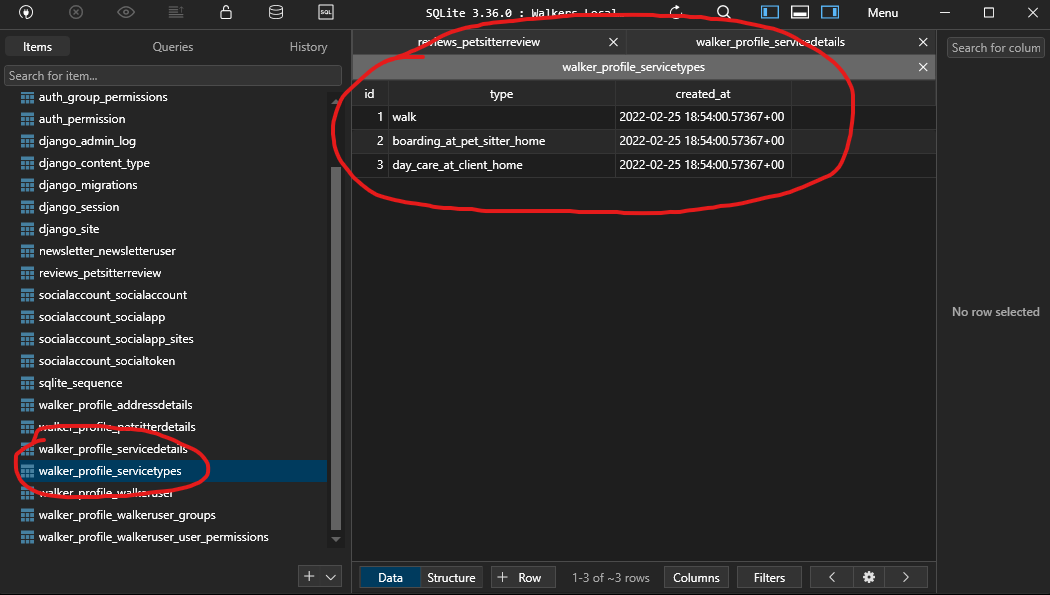 SQL
SQLite 3.36.0 : Walkers Local
Menu
Items
Queries
History
Search for item...
auth_group_permissions
auth_permission
django_admin_log
django_content_type
django_migrations
django_session
django_site
newsletter_newsletteruser
reviews_petsitterreview
socialaccount_socialaccount
socialaccount_socialapp
socialaccount_socialapp_sites
socialaccount_socialtoken
sqlite_sequence
walker_profile_addressdetails
walker_profile_petsitterdetails
walker_profile_servicedetails
walker_profile_servicetypes
walker_profile_walkeruser
walker_profile_walkeruser_groups
walker_profile_walkeruser_user_permissions
reviews_petsitterreview
walker_profile_servicedetails
walker_profile_servicetypes
id type created_at
1 walk 2022-02-25 18:54:00.57367+00
2 boarding_at_pet_sitter_home 2022-02-25 18:54:00.57367+00
3 day_care_at_client_home 2022-02-25 18:54:00.57367+00
Data Structure + Row 1-3 of ~3 rows Columns Filters
Search for colum
No row selected